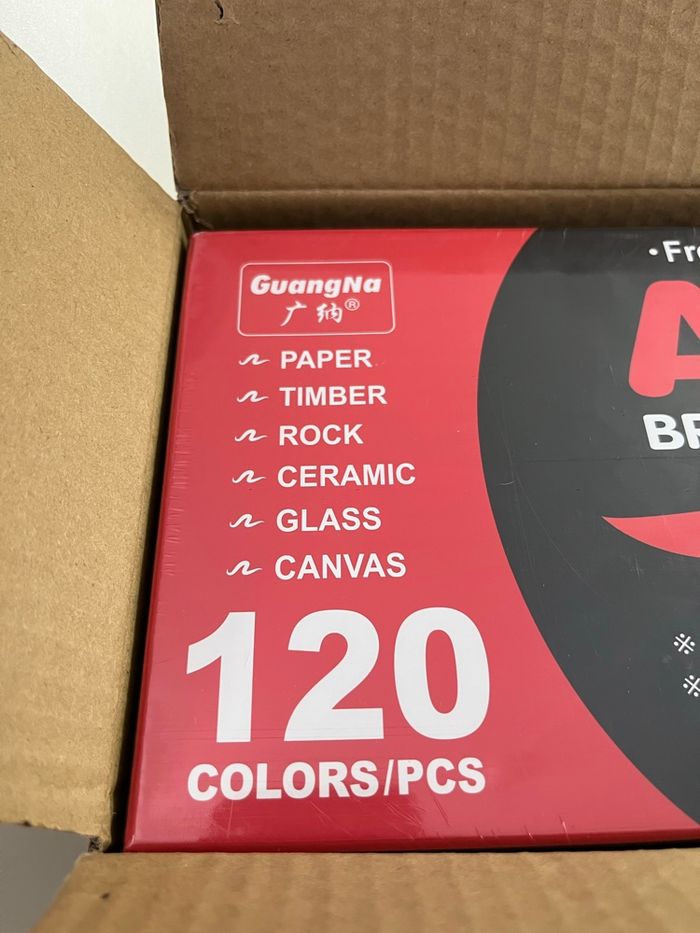 GuangNa
广纳®
PAPER
TIMBER
ROCK
CERAMIC
GLASS
CANVAS
120
COLORS/PCS
※
※